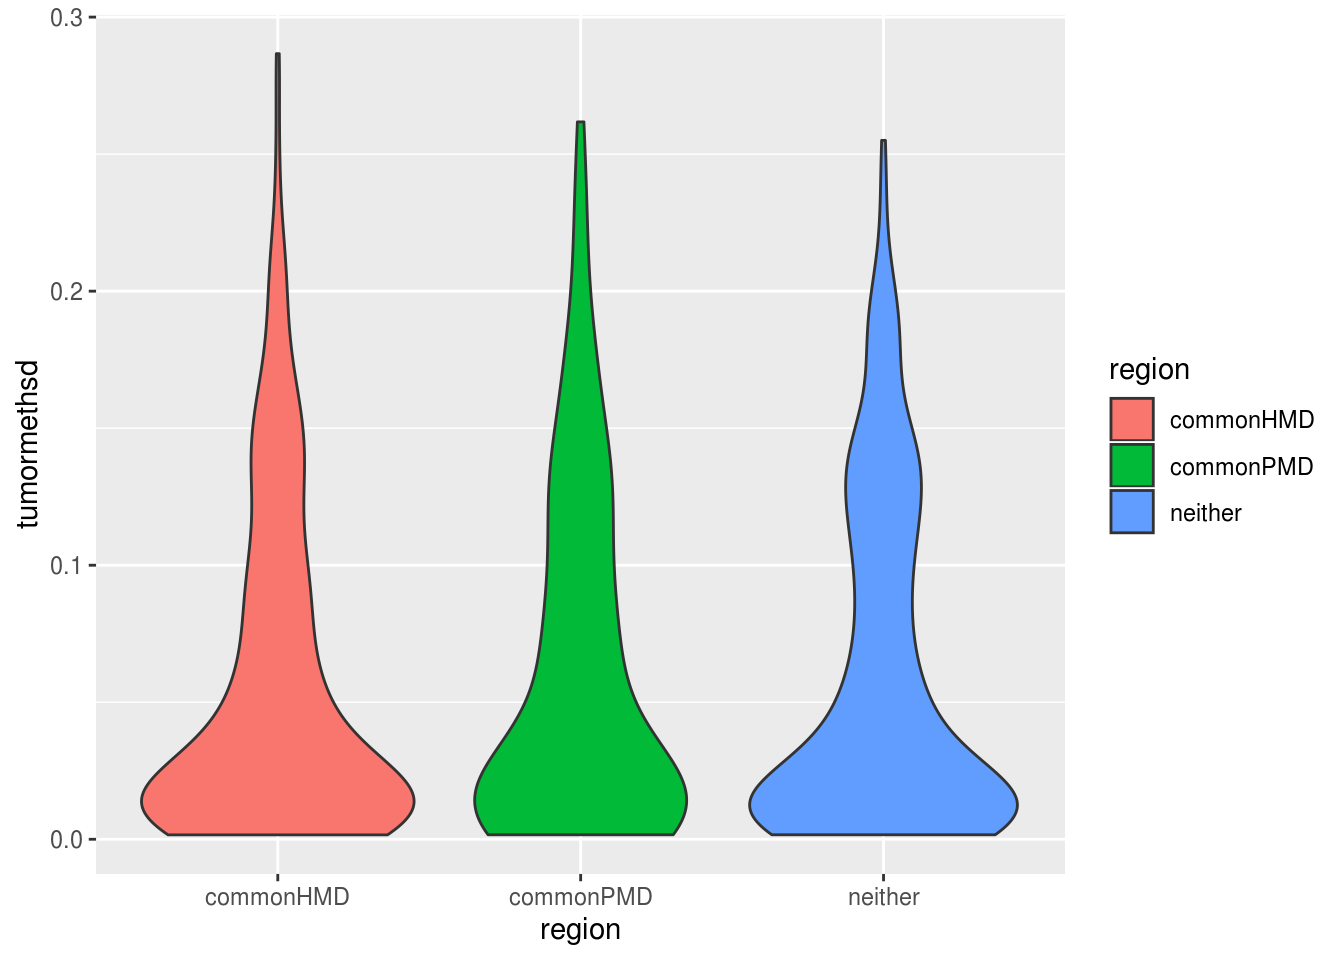 0.3
0.2
0.1
0.0
tumormethsd
commonHMD
commonPMD
neither
region
region
commonHMD
commonPMD
neither